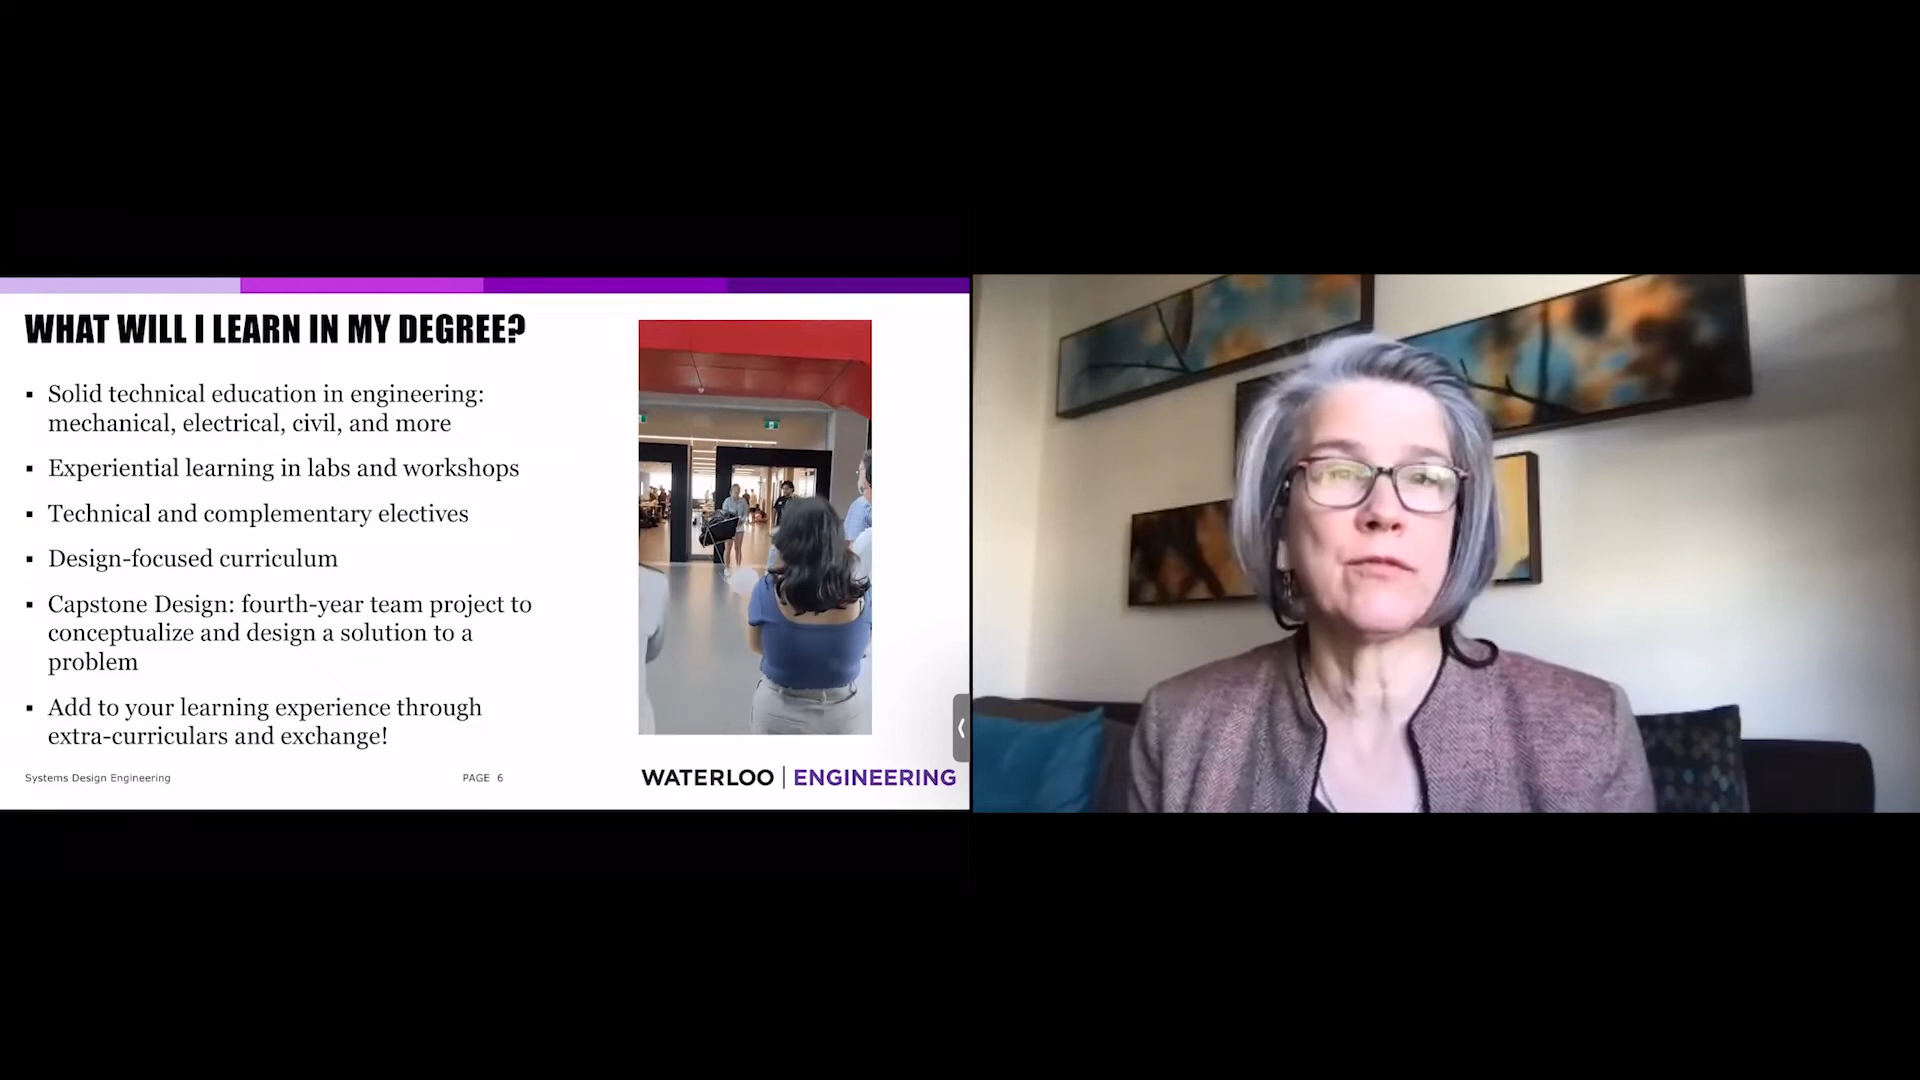 WHAT WILL I LEARN IN MY DEGREE?
▪ Solid technical education in engineering:
mechanical, electrical, civil, and more
▪ Experiential learning in labs and workshops
▪ Technical and complementary electives
▪ Design-focused curriculum
▪ Capstone Design: fourth-year team project to
conceptualize and design a solution to a
problem
▪ Add to your learning experience through
extra-curriculars and exchange!
Systems Design Engineering PAGE 6 WATERLOO | ENGINEERING